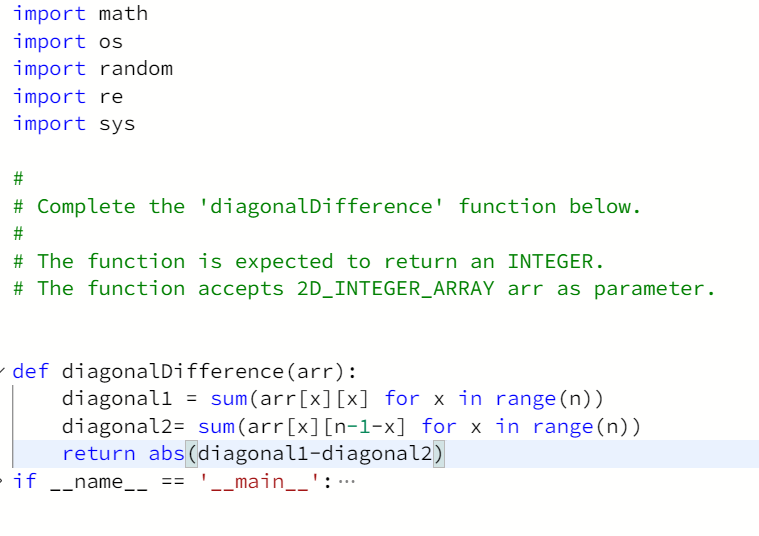 import math
import os
import random
import re
import sys
#
# Complete the 'diagonalDifference' function below.
#
# The function is expected to return an INTEGER.
# The function accepts 2D_INTEGER_ARRAY arr as parameter.
def diagonalDifference(arr):
    diagonal1 = sum(arr[x][x] for x in range(n))
    diagonal2= sum(arr[x][n-1-x] for x in range(n))
    return abs(diagonal1-diagonal2)
if __name__ == '__main__':⋯